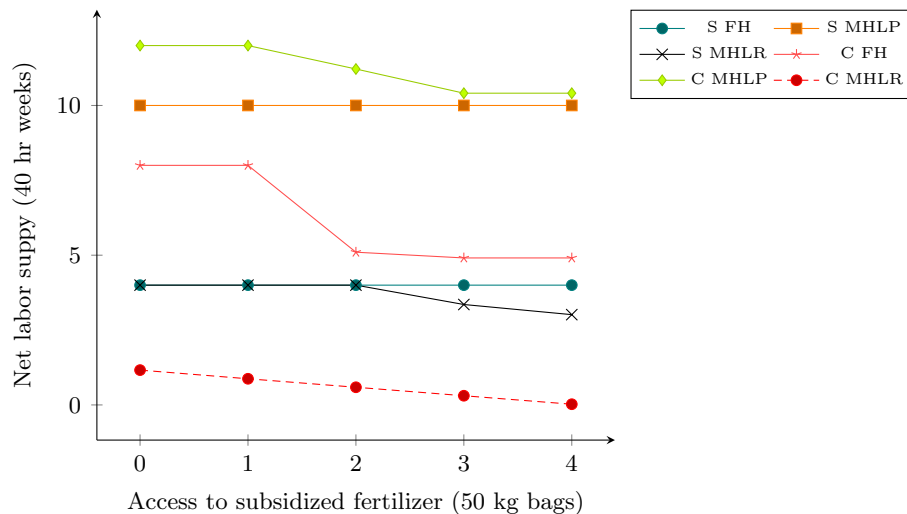 S FH S MHLP
S MHLR C FH
C MHLP C MHLR
10
5
0
Net labor suppy (40 hr weeks)
0 1 2 3 4
Access to subsidized fertilizer (50 kg bags)